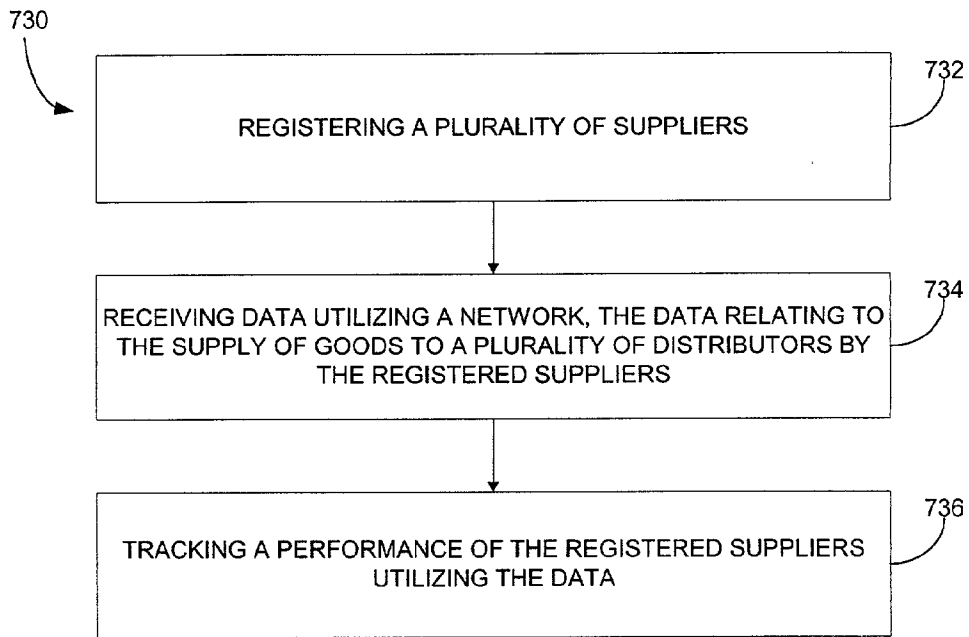 730
732
REGISTERING A PLURALITY OF SUPPLIERS
734
RECEIVING DATA UTILIZING A NETWORK, THE DATA RELATING TO
THE SUPPLY OF GOODS TO A PLURALITY OF DISTRIBUTORS BY
THE REGISTERED SUPPLIERS
736
TRACKING A PERFORMANCE OF THE REGISTERED SUPPLIERS
UTILIZING THE DATA